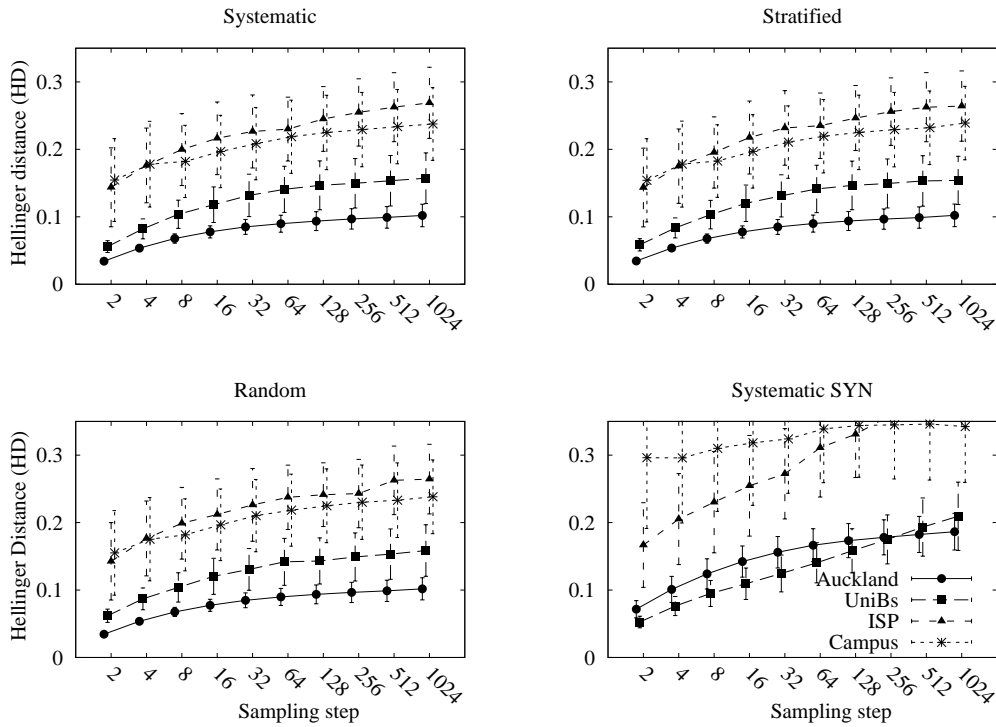 Systematic
Stratified
Hellinger distance (HD)
0.3
0.2
0.1
0
2 4 8 16 32 64 128 256 512 1024
0.3
0.2
0.1
0
2 4 8 16 32 64 128 256 512 1024
Random
Systematic SYN
Hellinger Distance (HD)
0.3
0.2
0.1
0
2 4 8 16 32 64 128 256 512 1024
Sampling step
0.3
0.2
0.1
0
Auckland
UniBs
ISP
Campus
2 4 8 16 32 64 128 256 512 1024
Sampling step